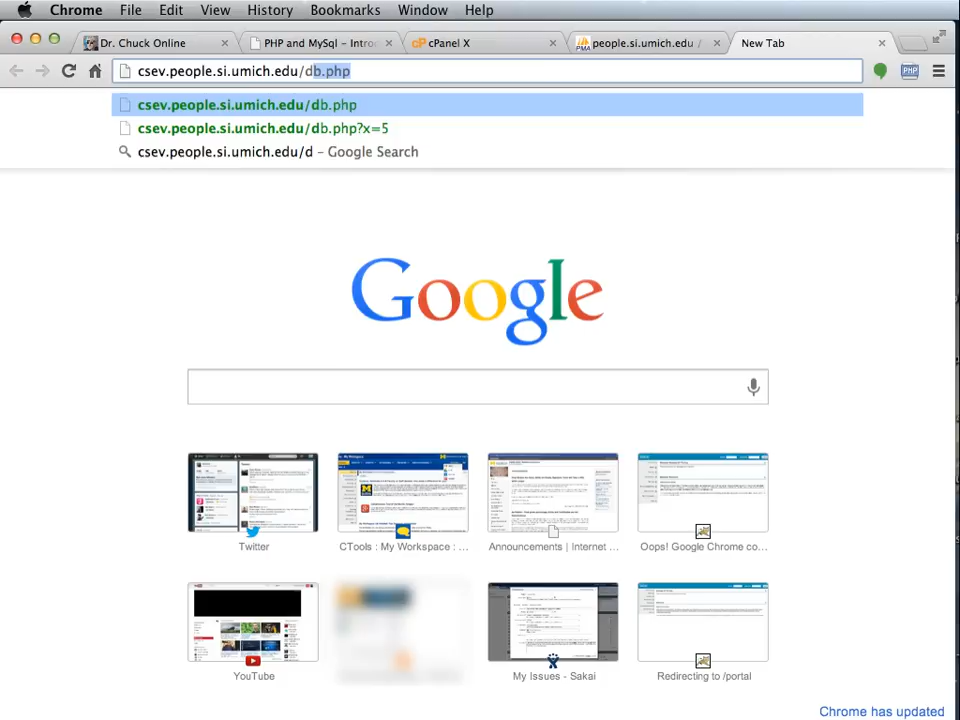 Chrome File Edit View History Bookmarks Window Help
Dr. Chuck Online
PHP and MySql – Intro
cPanel X
people.si.umich.edu /
New Tab
csev.people.si.umich.edu/db.php
PHP
csev.people.si.umich.edu/db.php
csev.people.si.umich.edu/db.php?x=5
csev.people.si.umich.edu/d – Google Search
Google
Twitter
CTools : My Workspace : ...
Announcements | Internet ...
Oops! Google Chrome co...
YouTube
My Issues - Sakai
Redirecting to /portal
Chrome has updated